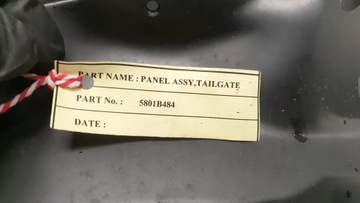 PART NAME : PANEL ASSY,TAILGATE
PART No. : 5801B484
DATE :